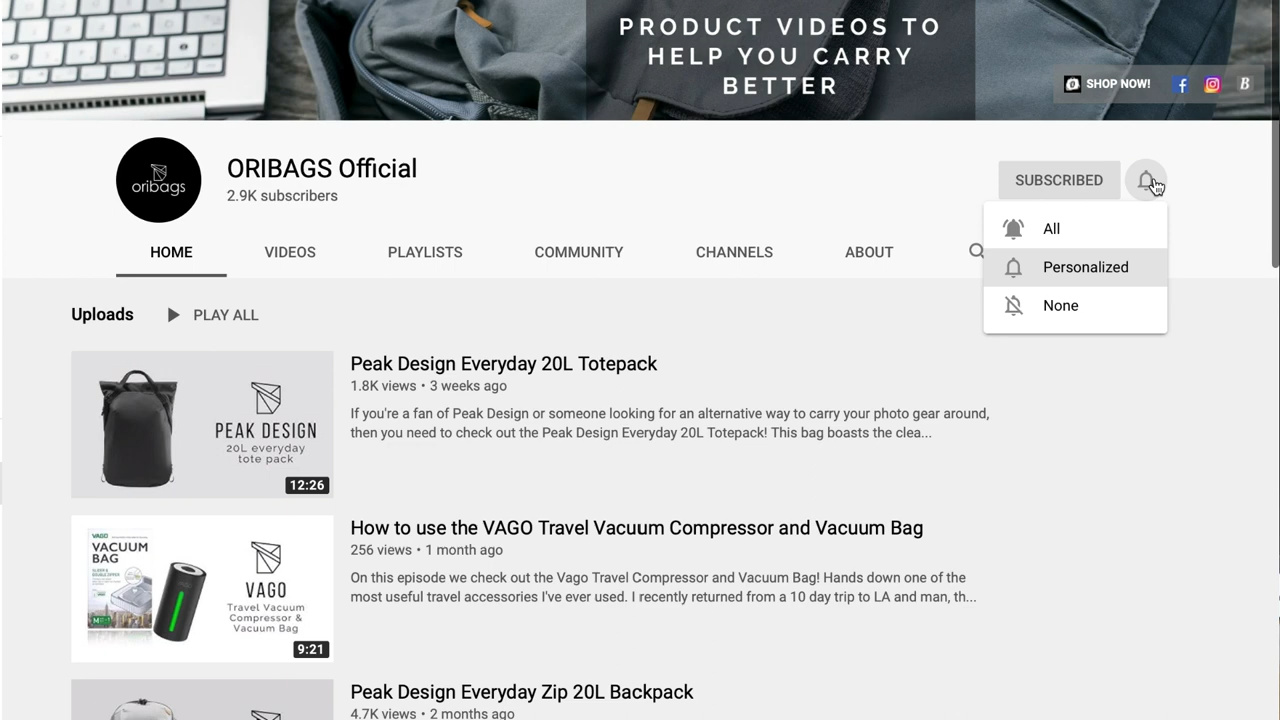 PRODUCT VIDEOS TO
HELP YOU CARRY
BETTER
SHOP NOW!
oribags
ORIBAGS Official
2.9K subscribers
SUBSCRIBED
HOME
VIDEOS
PLAYLISTS
COMMUNITY
CHANNELS
ABOUT
All
Personalized
None
Uploads
PLAY ALL
PEAK DESIGN
20L everyday
tote pack
12:26
Peak Design Everyday 20L Totepack
1.8K views • 3 weeks ago
If you're a fan of Peak Design or someone looking for an alternative way to carry your photo gear around,
then you need to check out the Peak Design Everyday 20L Totepack! This bag boasts the clea...
VAGO
VACUUM
BAG
VAGO
Travel Vacuum
Compressor &
Vacuum Bag
9:21
How to use the VAGO Travel Vacuum Compressor and Vacuum Bag
256 views • 1 month ago
On this episode we check out the Vago Travel Compressor and Vacuum Bag! Hands down one of the
most useful travel accessories I've ever used. I recently returned from a 10 day trip to LA and man, th...
Peak Design Everyday Zip 20L Backpack
4.7K views • 2 months ago